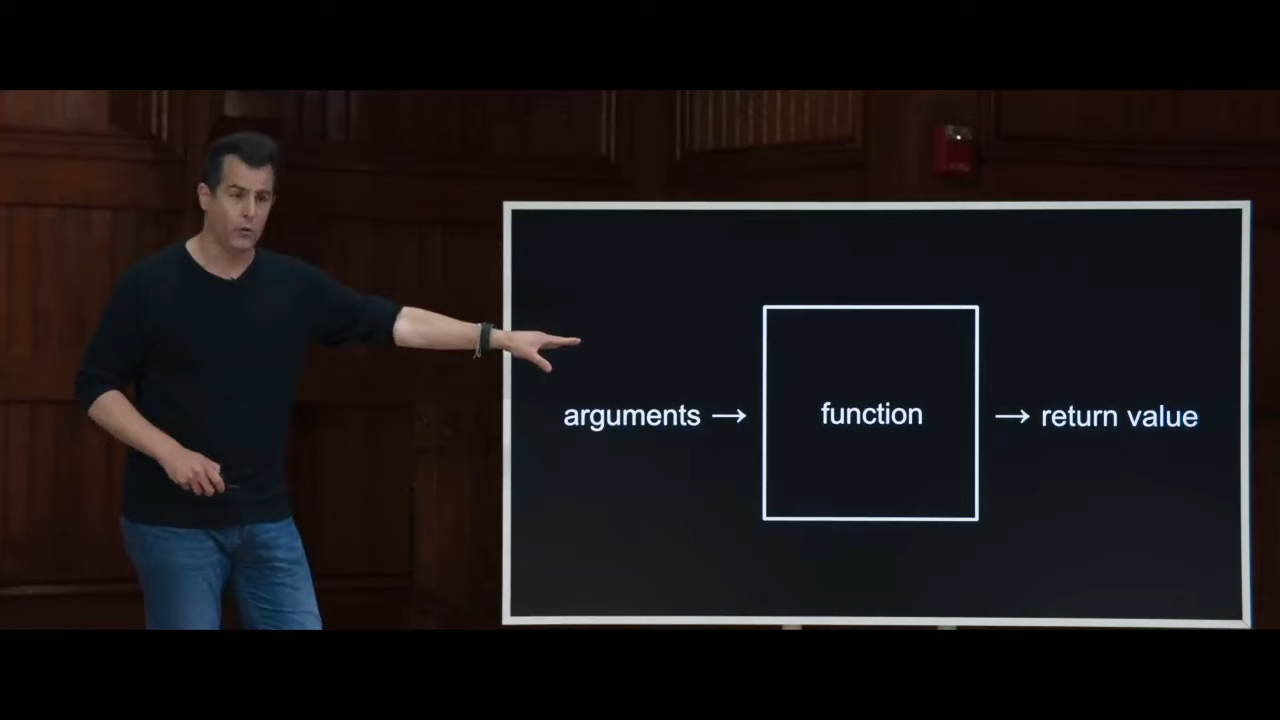 arguments → function → return value